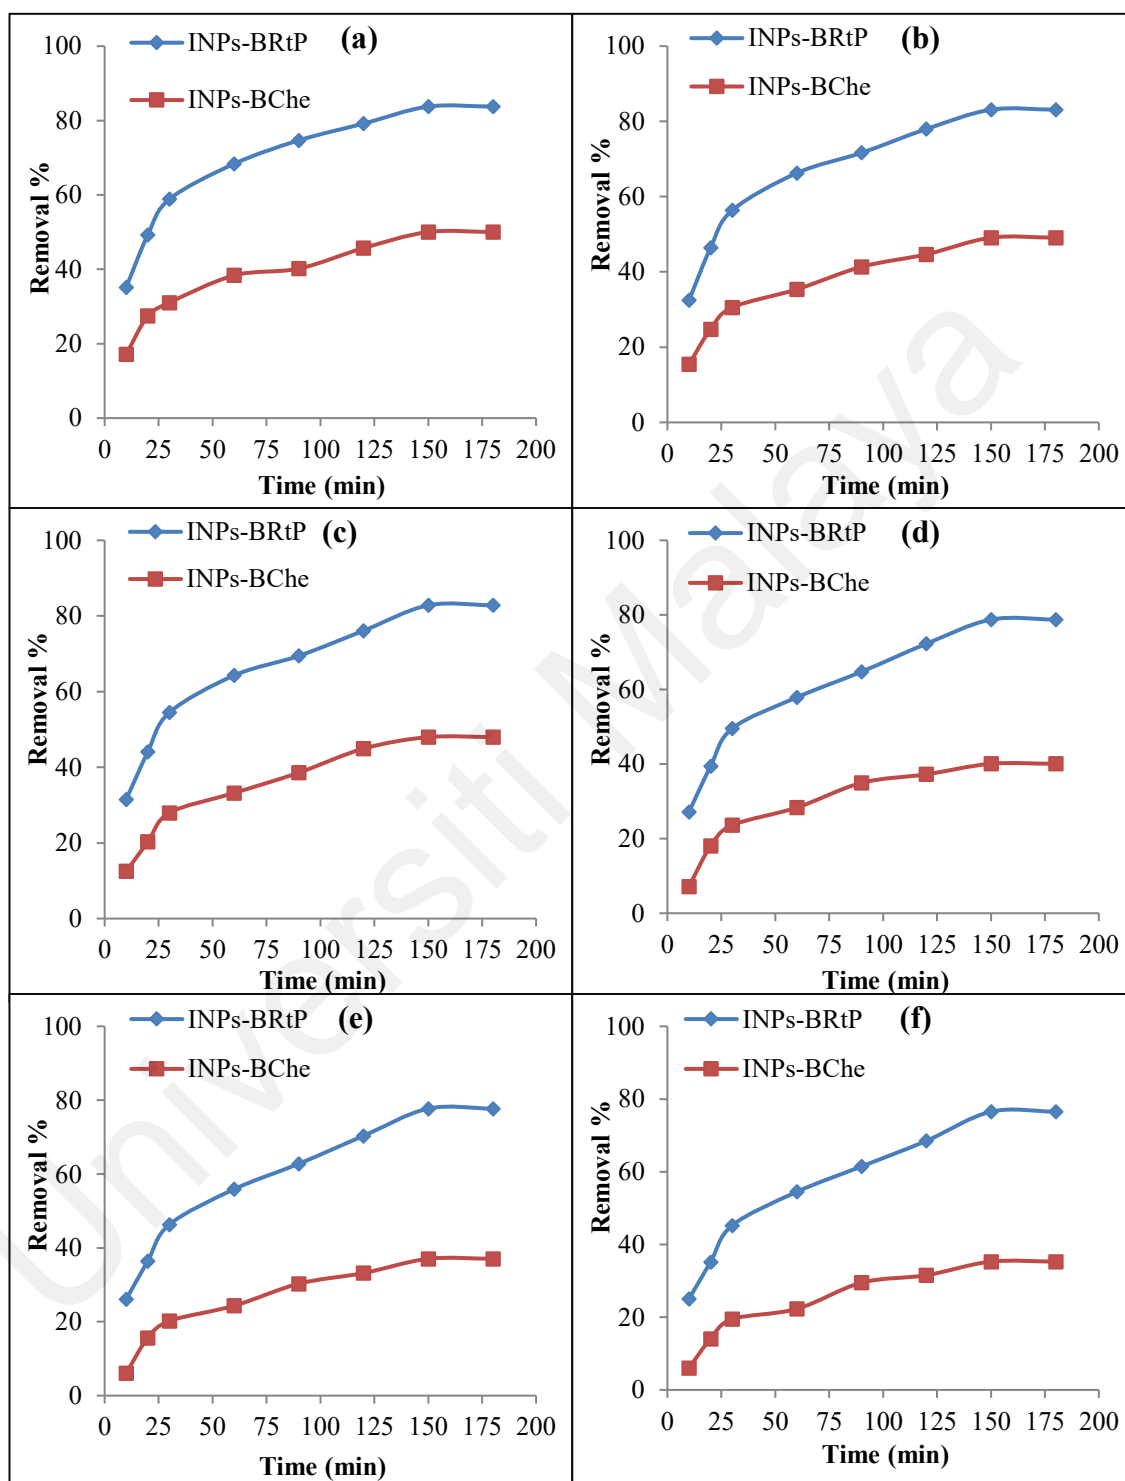 INPs-BRtP (a)
INPs-BChe
100
80
60
40
20
0
Removal %
0 25 50 75 100 125 150 175 200
Time (min)
INPs-BRtP (b)
INPs-BChe
100
80
60
40
20
0
Removal %
0 25 50 75 100 125 150 175 200
Time (min)
INPs-BRtP (c)
INPs-BChe
100
80
60
40
20
0
Removal %
0 25 50 75 100 125 150 175 200
Time (min)
INPs-BRtP (d)
INPs-BChe
100
80
60
40
20
0
Removal %
0 25 50 75 100 125 150 175 200
Time (min)
INPs-BRtP (e)
INPs-BChe
100
80
60
40
20
0
Removal %
0 25 50 75 100 125 150 175 200
Time (min)
INPs-BRtP (f)
INPs-BChe
100
80
60
40
20
0
Removal %
0 25 50 75 100 125 150 175 200
Time (min)
Universiti Malaya